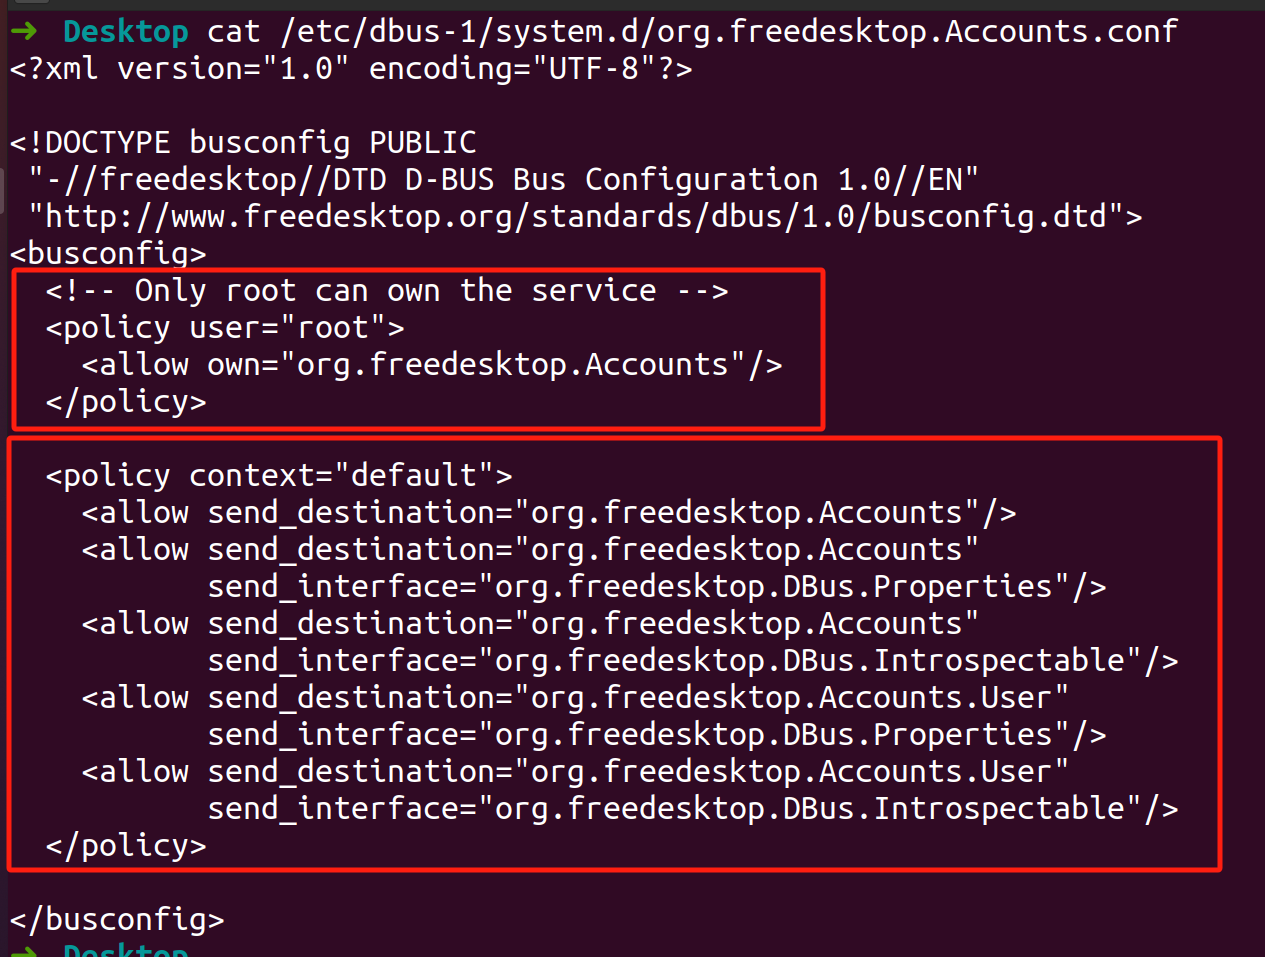 ➜  Desktop cat /etc/dbus-1/system.d/org.freedesktop.Accounts.conf
<?xml version="1.0" encoding="UTF-8"?>
<!DOCTYPE busconfig PUBLIC
 "-//freedesktop//DTD D-BUS Bus Configuration 1.0//EN"
 "http://www.freedesktop.org/standards/dbus/1.0/busconfig.dtd">
<busconfig>
  <!-- Only root can own the service -->
  <policy user="root">
    <allow own="org.freedesktop.Accounts"/>
  </policy>
  <policy context="default">
    <allow send_destination="org.freedesktop.Accounts"/>
    <allow send_destination="org.freedesktop.Accounts"
           send_interface="org.freedesktop.DBus.Properties"/>
    <allow send_destination="org.freedesktop.Accounts"
           send_interface="org.freedesktop.DBus.Introspectable"/>
    <allow send_destination="org.freedesktop.Accounts.User"
           send_interface="org.freedesktop.DBus.Properties"/>
    <allow send_destination="org.freedesktop.Accounts.User"
           send_interface="org.freedesktop.DBus.Introspectable"/>
  </policy>
</busconfig>
➜  Desktop